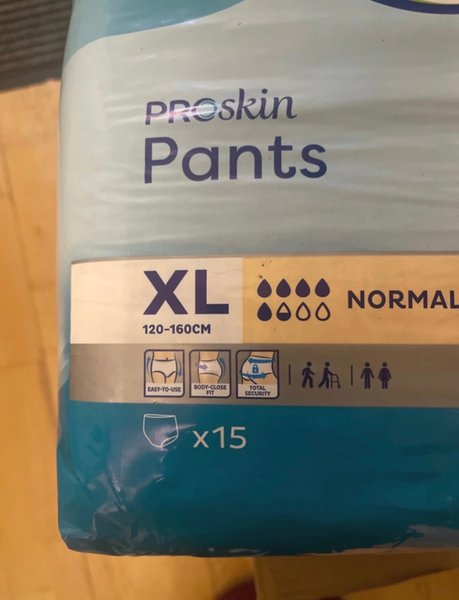 PROskin
Pants
XL
120-160CM
NORMAL
EASY-TO-USE
BODY-CLOSE
FIT
TOTAL
SECURITY
x15